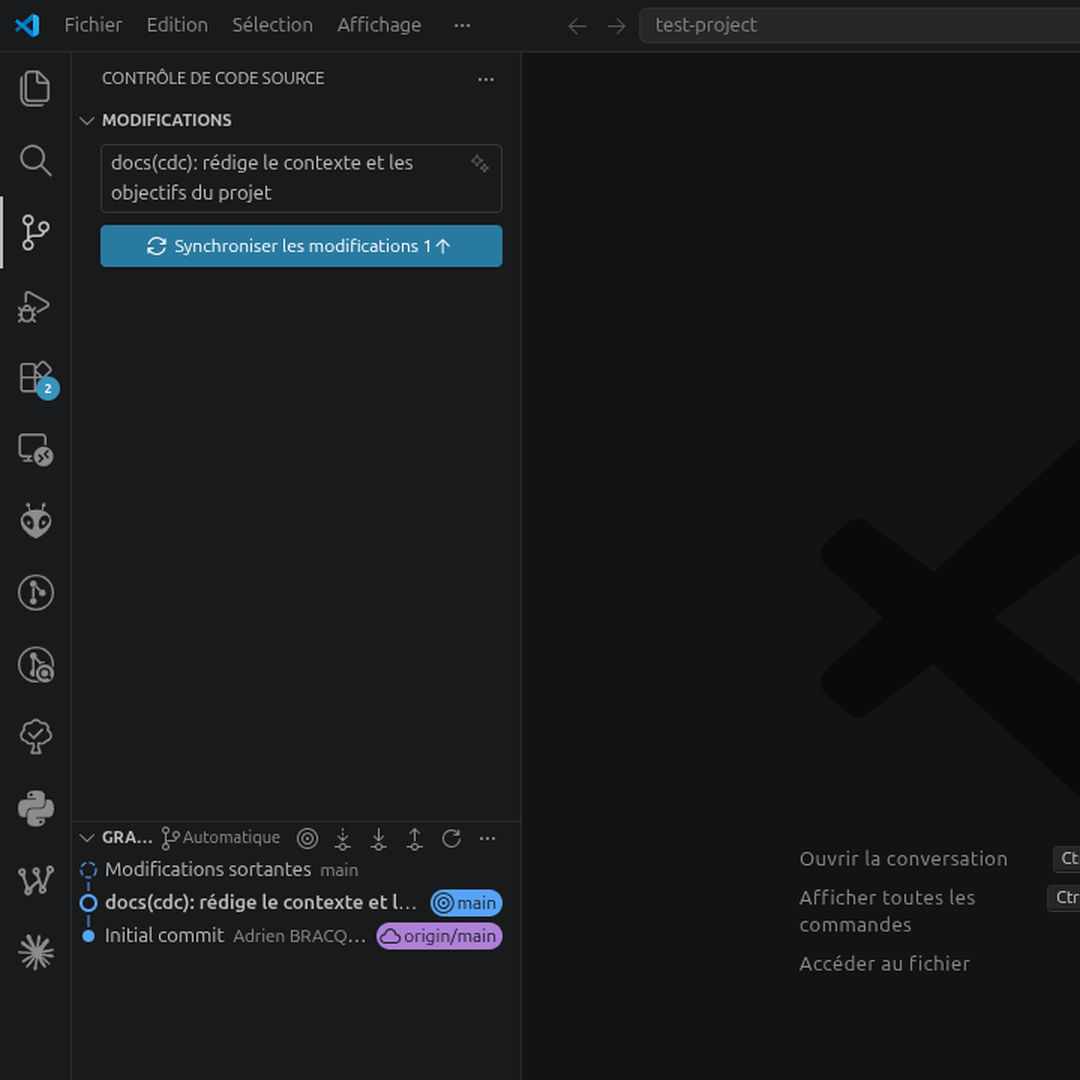 Fichier Edition Sélection Affichage ··· test-project
CONTRÔLE DE CODE SOURCE ···
MODIFICATIONS
docs(cdc): rédige le contexte et les
objectifs du projet
Synchroniser les modifications 1↑
2
GRA... Automatique ···
Modifications sortantes main
docs(cdc): rédige le contexte et l... main
Initial commit Adrien BRACQ... origin/main
Ouvrir la conversation Ct
Afficher toutes les Ctr
commandes
Accéder au fichier